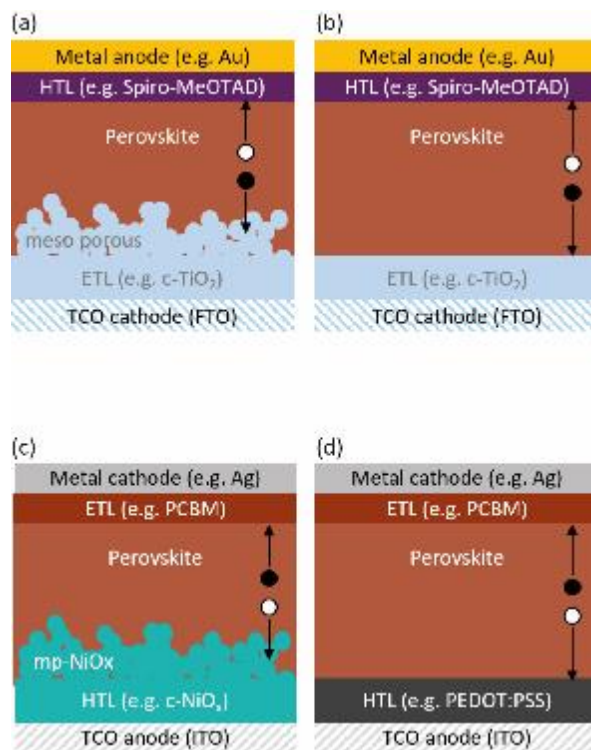 (a)
Metal anode (e.g. Au)
HTL (e.g. Spiro-MeOTAD)
Perovskite
meso porous
ETL (e.g. c-TiO₂)
TCO cathode (FTO)
(b)
Metal anode (e.g. Au)
HTL (e.g. Spiro-MeOTAD)
Perovskite
ETL (e.g. c-TiO₂)
TCO cathode (FTO)
(c)
Metal cathode (e.g. Ag)
ETL (e.g. PCBM)
Perovskite
mp-NiOx
HTL (e.g. c-NiOₓ)
TCO anode (ITO)
(d)
Metal cathode (e.g. Ag)
ETL (e.g. PCBM)
Perovskite
HTL (e.g. PEDOT:PSS)
TCO anode (ITO)